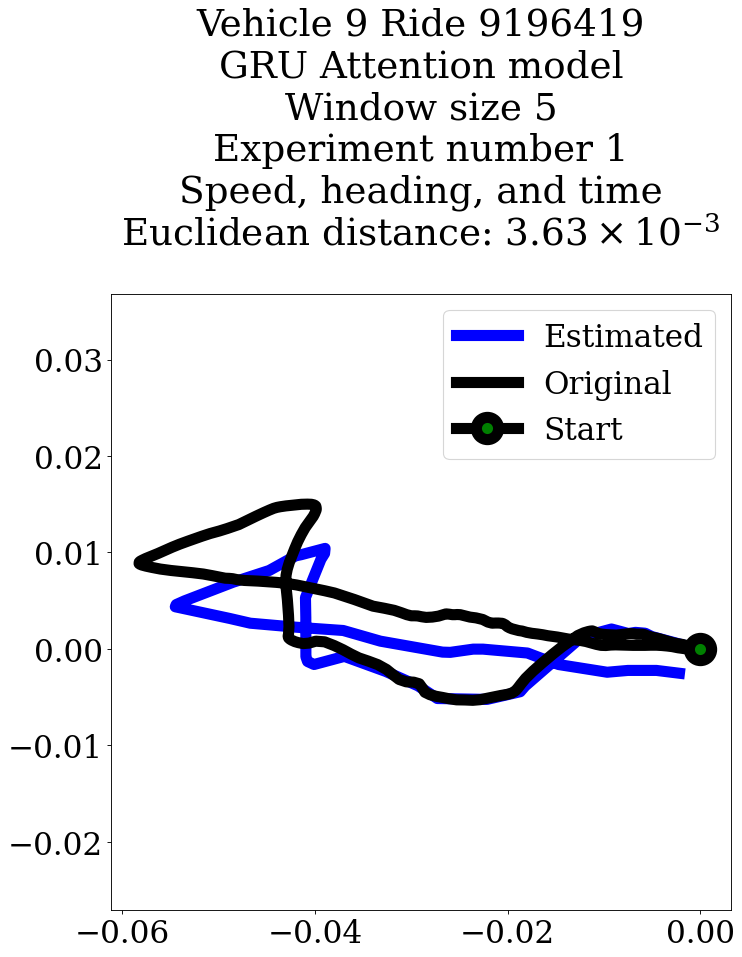 Vehicle 9 Ride 9196419
GRU Attention model
Window size 5
Experiment number 1
Speed, heading, and time
Euclidean distance: 3.63 × 10⁻³
Estimated
Original
Start
0.03
0.02
0.01
0.00
−0.01
−0.02
−0.06 −0.04 −0.02 0.00